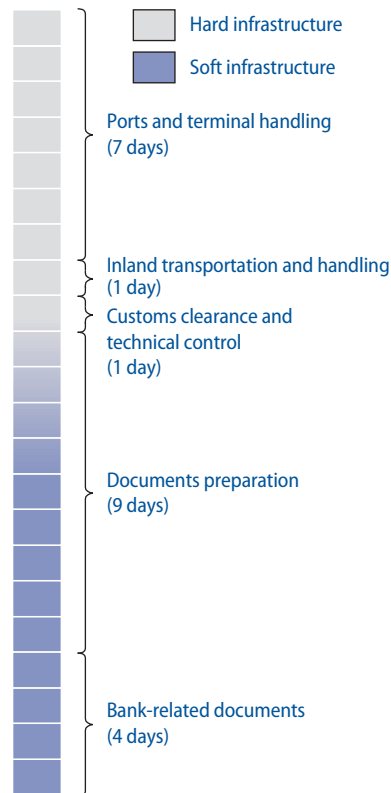 Hard infrastructure
Soft infrastructure
Ports and terminal handling
(7 days)
Inland transportation and handling
(1 day)
Customs clearance and
technical control
(1 day)
Documents preparation
(9 days)
Bank-related documents
(4 days)